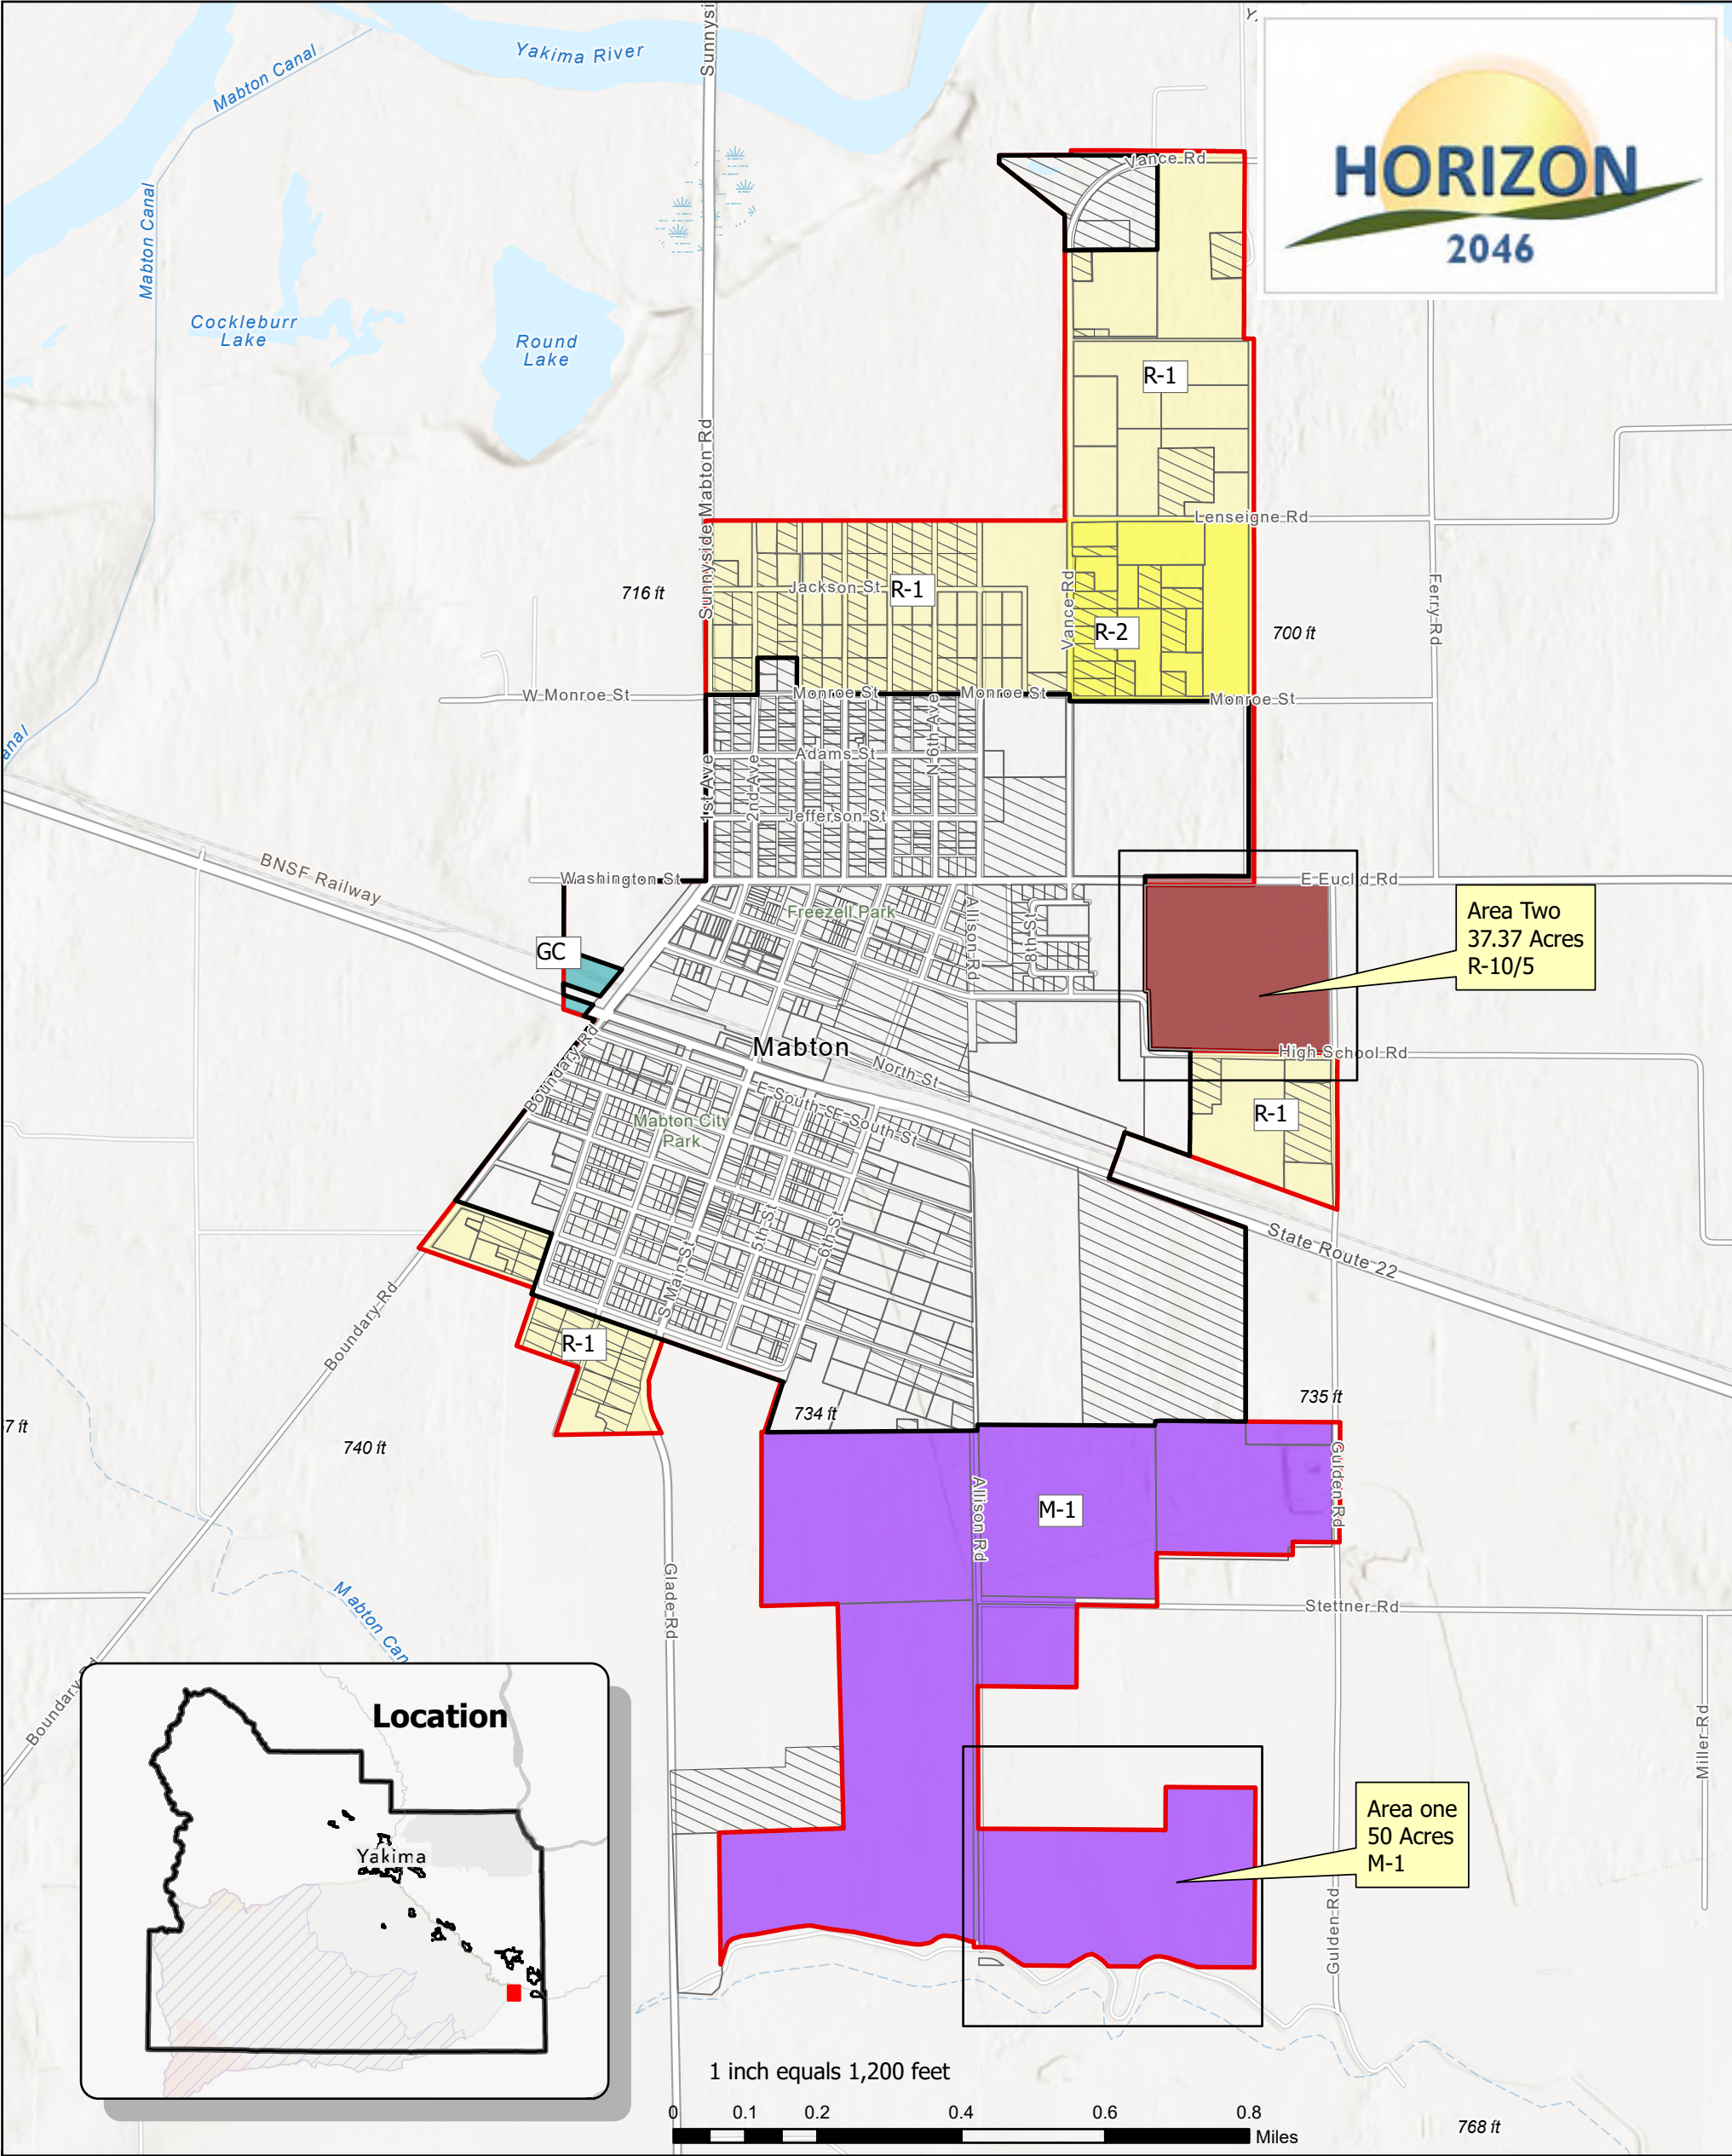 Sunnysi
Y.
Yakima River
Mabton Canal
HORIZON
2046
Vance Rd
Mabton Canal
Cockleburr
Lake
Round
Lake
R-1
Sunnyside Mabton Rd
Lenseigne Rd
716 ft
Jackson St
R-1
Vance Rd
R-2
700 ft
Ferry Rd
W Monroe St
Monroe St
Monroe St
Monroe St
anal
1st Ave
2nd Ave
Adams St
N 6th Ave
Jefferson St
BNSF Railway
Washington St
E Euclid Rd
Freezell Park
Allison Rd
8th St
Area Two
37.37 Acres
R-10/5
GC
Mabton
Boundary Rd
North St
High School Rd
E South St
E South St
Mabton City
Park
R-1
5th St
6th St
S Main St
State Route 22
Boundary Rd
R-1
734 ft
735 ft
7 ft
740 ft
Allison Rd
M-1
Gulden Rd
Glade Rd
Mabton Can
Stettner Rd
Boundary Rd
Location
Yakima
Miller Rd
Area one
50 Acres
M-1
Gulden Rd
1 inch equals 1,200 feet
0 0.1 0.2 0.4 0.6 0.8
Miles
768 ft